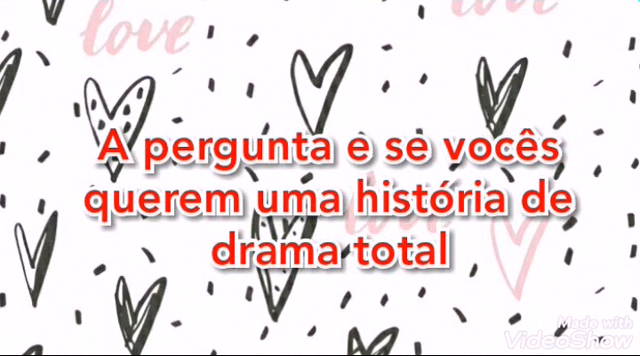 love
love
A pergunta e se vocês
querem uma história de
drama total
Made with
VideoShow